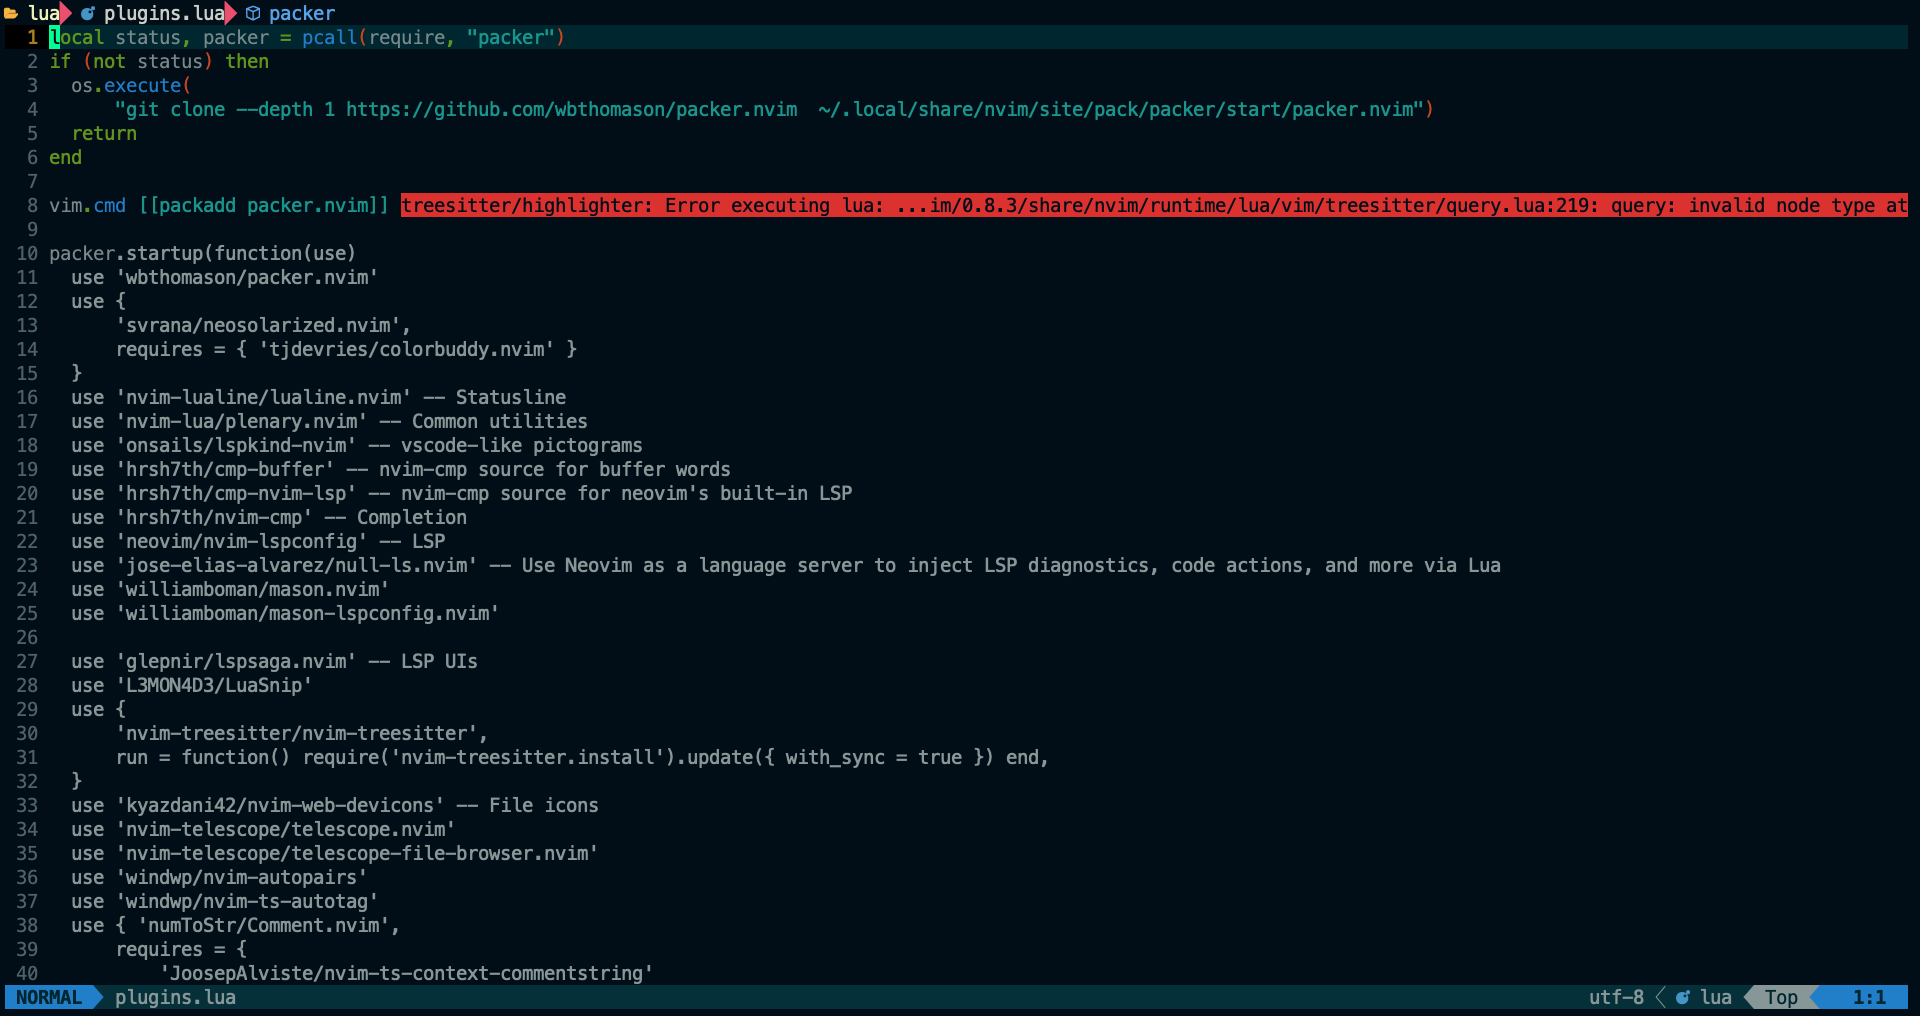 lua plugins.lua packer
1 local status, packer = pcall(require, "packer")
2 if (not status) then
3   os.execute(
4       "git clone --depth 1 https://github.com/wbthomason/packer.nvim  ~/.local/share/nvim/site/pack/packer/start/packer.nvim")
5   return
6 end
7
8 vim.cmd [[packadd packer.nvim]] treesitter/highlighter: Error executing lua: ...im/0.8.3/share/nvim/runtime/lua/vim/treesitter/query.lua:219: query: invalid node type at
9
10 packer.startup(function(use)
11   use 'wbthomason/packer.nvim'
12   use {
13       'svrana/neosolarized.nvim',
14       requires = { 'tjdevries/colorbuddy.nvim' }
15   }
16   use 'nvim-lualine/lualine.nvim' -- Statusline
17   use 'nvim-lua/plenary.nvim' -- Common utilities
18   use 'onsails/lspkind-nvim' -- vscode-like pictograms
19   use 'hrsh7th/cmp-buffer' -- nvim-cmp source for buffer words
20   use 'hrsh7th/cmp-nvim-lsp' -- nvim-cmp source for neovim's built-in LSP
21   use 'hrsh7th/nvim-cmp' -- Completion
22   use 'neovim/nvim-lspconfig' -- LSP
23   use 'jose-elias-alvarez/null-ls.nvim' -- Use Neovim as a language server to inject LSP diagnostics, code actions, and more via Lua
24   use 'williamboman/mason.nvim'
25   use 'williamboman/mason-lspconfig.nvim'
26
27   use 'glepnir/lspsaga.nvim' -- LSP UIs
28   use 'L3MON4D3/LuaSnip'
29   use {
30       'nvim-treesitter/nvim-treesitter',
31       run = function() require('nvim-treesitter.install').update({ with_sync = true }) end,
32   }
33   use 'kyazdani42/nvim-web-devicons' -- File icons
34   use 'nvim-telescope/telescope.nvim'
35   use 'nvim-telescope/telescope-file-browser.nvim'
36   use 'windwp/nvim-autopairs'
37   use 'windwp/nvim-ts-autotag'
38   use { 'numToStr/Comment.nvim',
39       requires = {
40           'JoosepAlviste/nvim-ts-context-commentstring'
NORMAL plugins.lua utf-8 lua Top 1:1